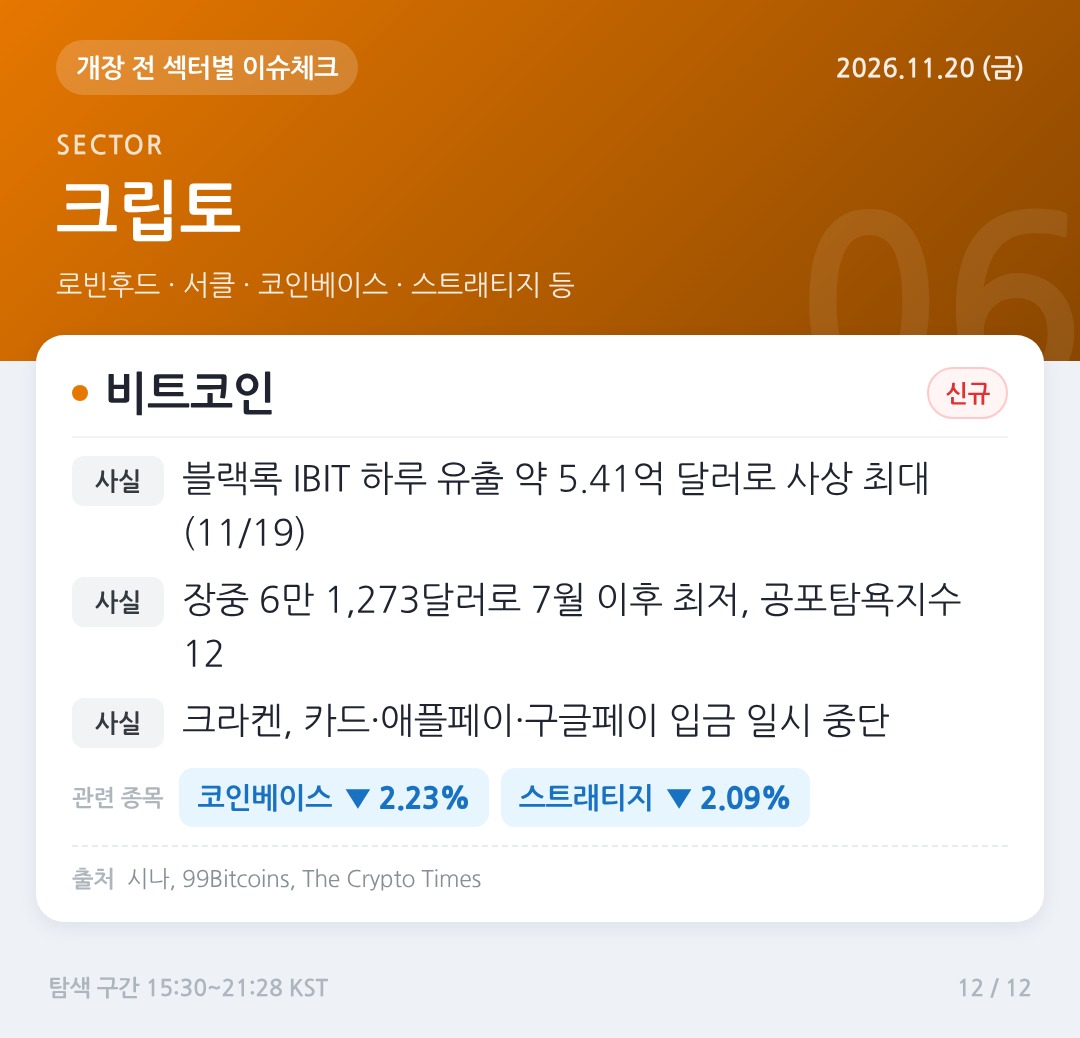 개장 전 섹터별 이슈체크
2026.11.20 (금)
SECTOR
크립토
로빈후드 · 서클 · 코인베이스 · 스트래티지 등
06
비트코인
신규
사실 블랙록 IBIT 하루 유출 약 5.41억 달러로 사상 최대
(11/19)
사실 장중 6만 1,273달러로 7월 이후 최저, 공포탐욕지수
12
사실 크라켄, 카드·애플페이·구글페이 입금 일시 중단
관련 종목 코인베이스 ▼ 2.23% 스트래티지 ▼ 2.09%
출처 시나, 99Bitcoins, The Crypto Times
탐색 구간 15:30~21:28 KST
12 / 12